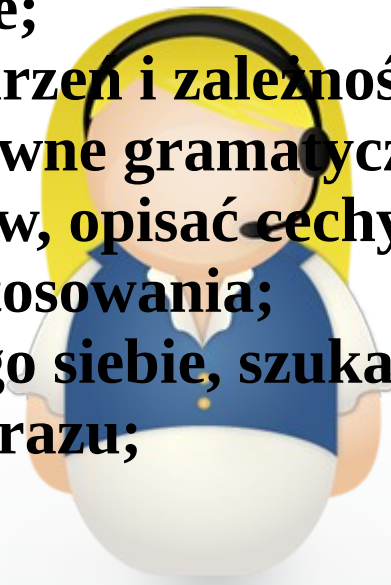 e;
rzeń i zależnoś
wne gramatycz
w, opisać cechy
tosowania;
go siebie, szuka
razu;